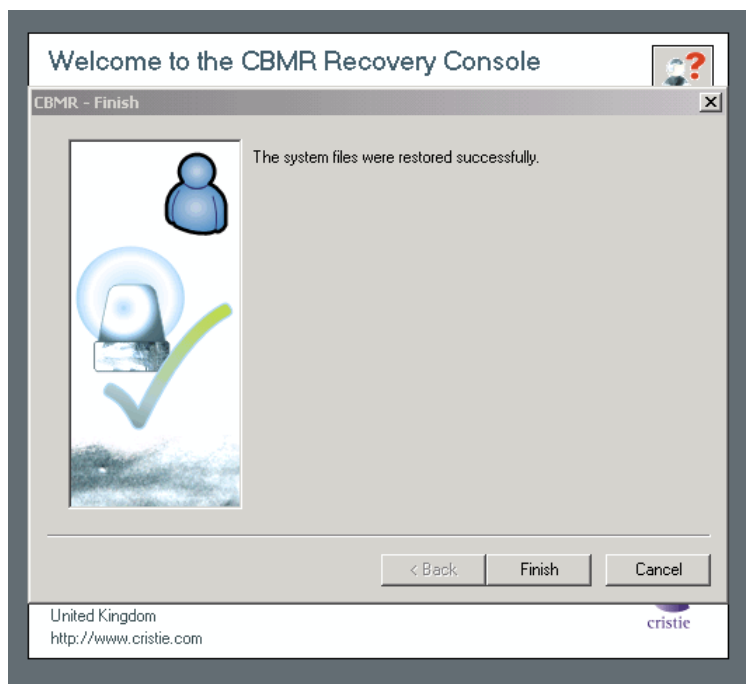 Welcome to the CBMR Recovery Console
?
CBMR - Finish
The system files were restored successfully.
< Back
Finish
Cancel
United Kingdom
http://www.cristie.com
cristie